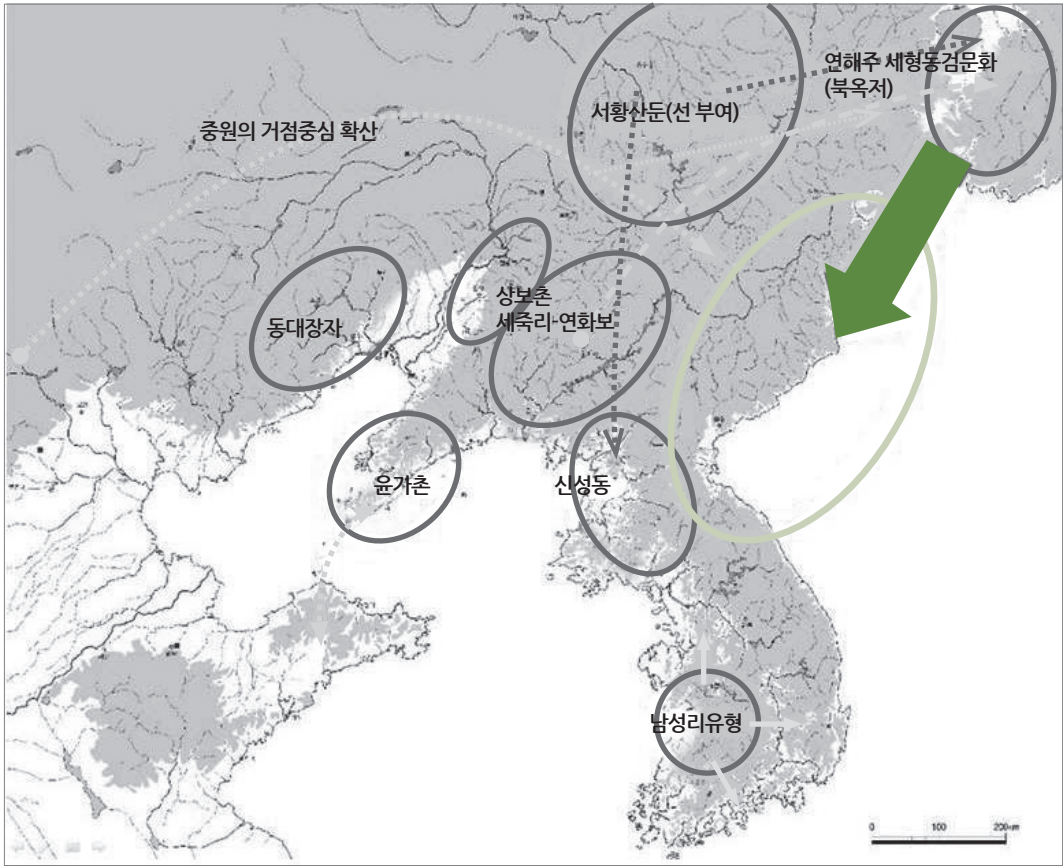 연해주 세형동검문화
(북옥저)
서황산둔(선 부여)
중원의 거점중심 확산
상보촌
세죽리-연화보
동대장자
윤가촌
신성동
남성리유형
0 100 200km